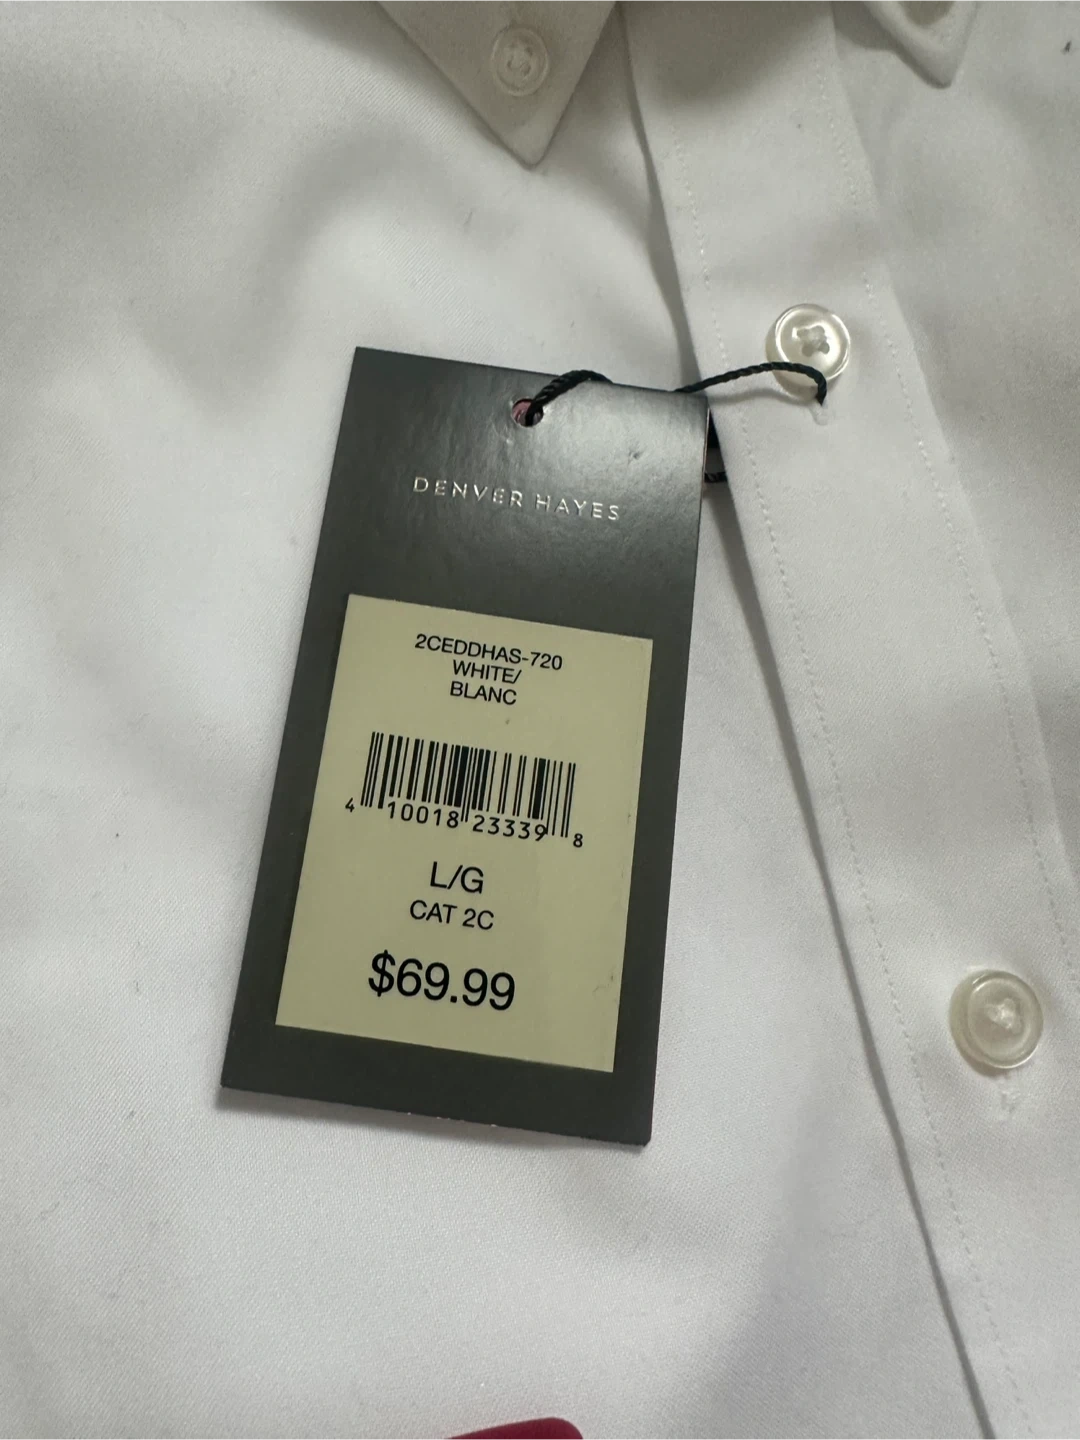 DENVER HAYES
2CEDDHAS-720
WHITE/
BLANC
4 10018 23339 8
L/G
CAT 2C
$69.99